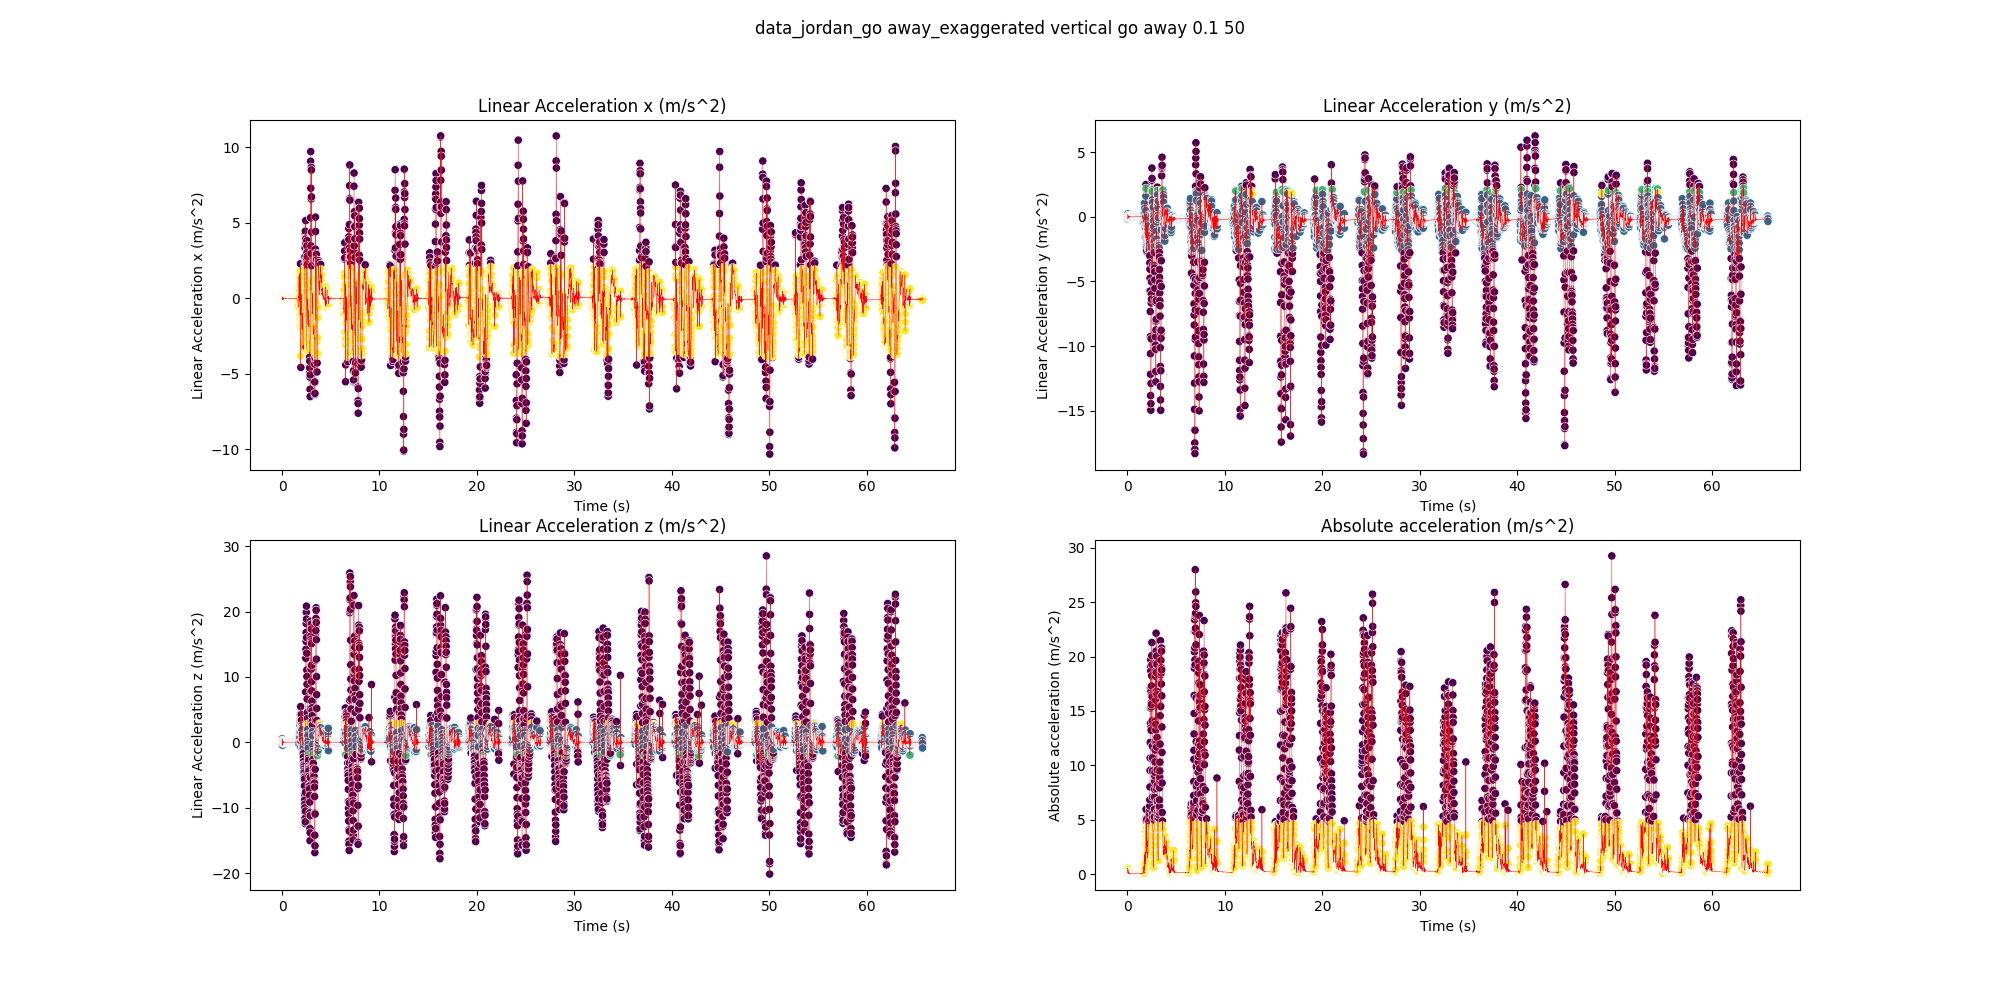 data_jordan_go away_exaggerated vertical go away 0.1 50
Linear Acceleration x (m/s^2)
Linear Acceleration x (m/s^2)
10
5
0
−5
−10
0 10 20 30 40 50 60
Time (s)
Linear Acceleration y (m/s^2)
Linear Acceleration y (m/s^2)
5
0
−5
−10
−15
0 10 20 30 40 50 60
Time (s)
Linear Acceleration z (m/s^2)
Linear Acceleration z (m/s^2)
30
20
10
0
−10
−20
0 10 20 30 40 50 60
Time (s)
Absolute acceleration (m/s^2)
Absolute acceleration (m/s^2)
30
25
20
15
10
5
0
0 10 20 30 40 50 60
Time (s)